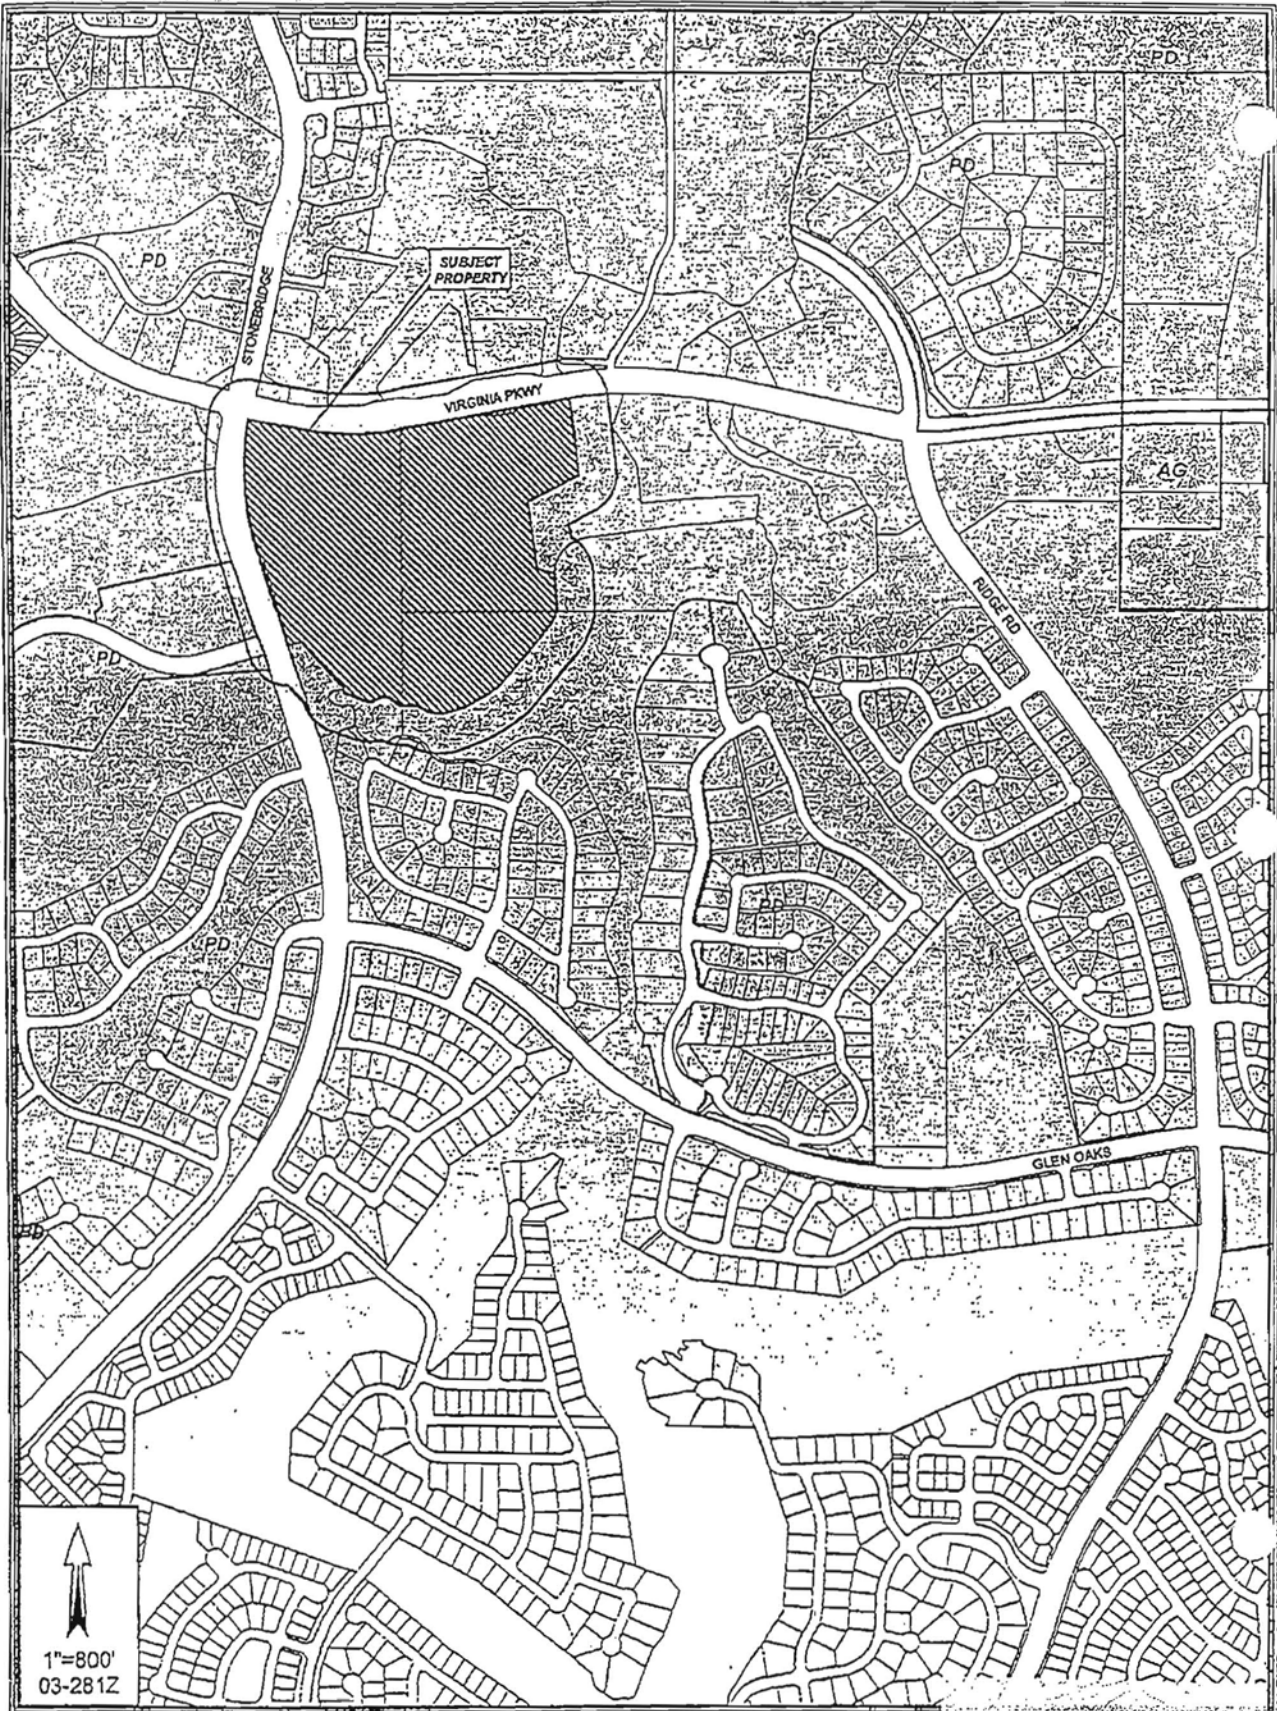 PD
PD
PD
SUBJECT
PROPERTY
STONEBRIDGE
VIRGINIA PKWY
AG
RIDGE RD
PD
PD
PD
GLEN OAKS
1"=800'
03-281Z